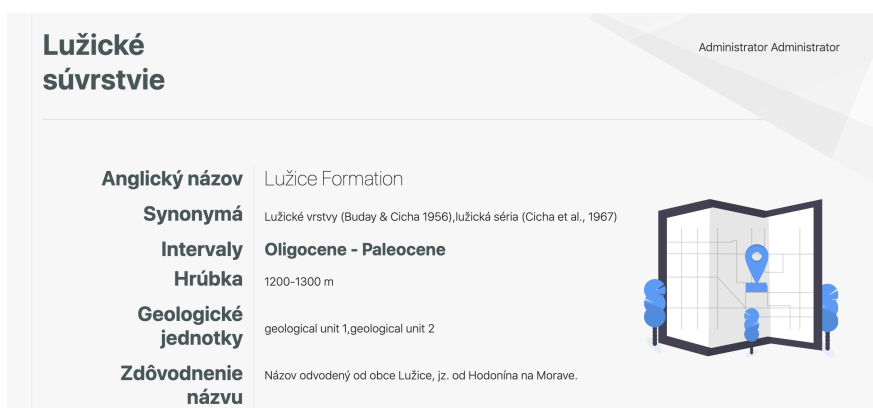 Lužické
súvrstvie
Administrator Administrator
Anglický názov
Lužice Formation
Synonymá
Lužické vrstvy (Buday & Cicha 1956),lužická séria (Cicha et al., 1967)
Intervaly
Oligocene - Paleocene
Hrúbka
1200-1300 m
Geologické
jednotky
geological unit 1,geological unit 2
Zdôvodnenie
názvu
Názov odvodený od obce Lužice, jz. od Hodonína na Morave.